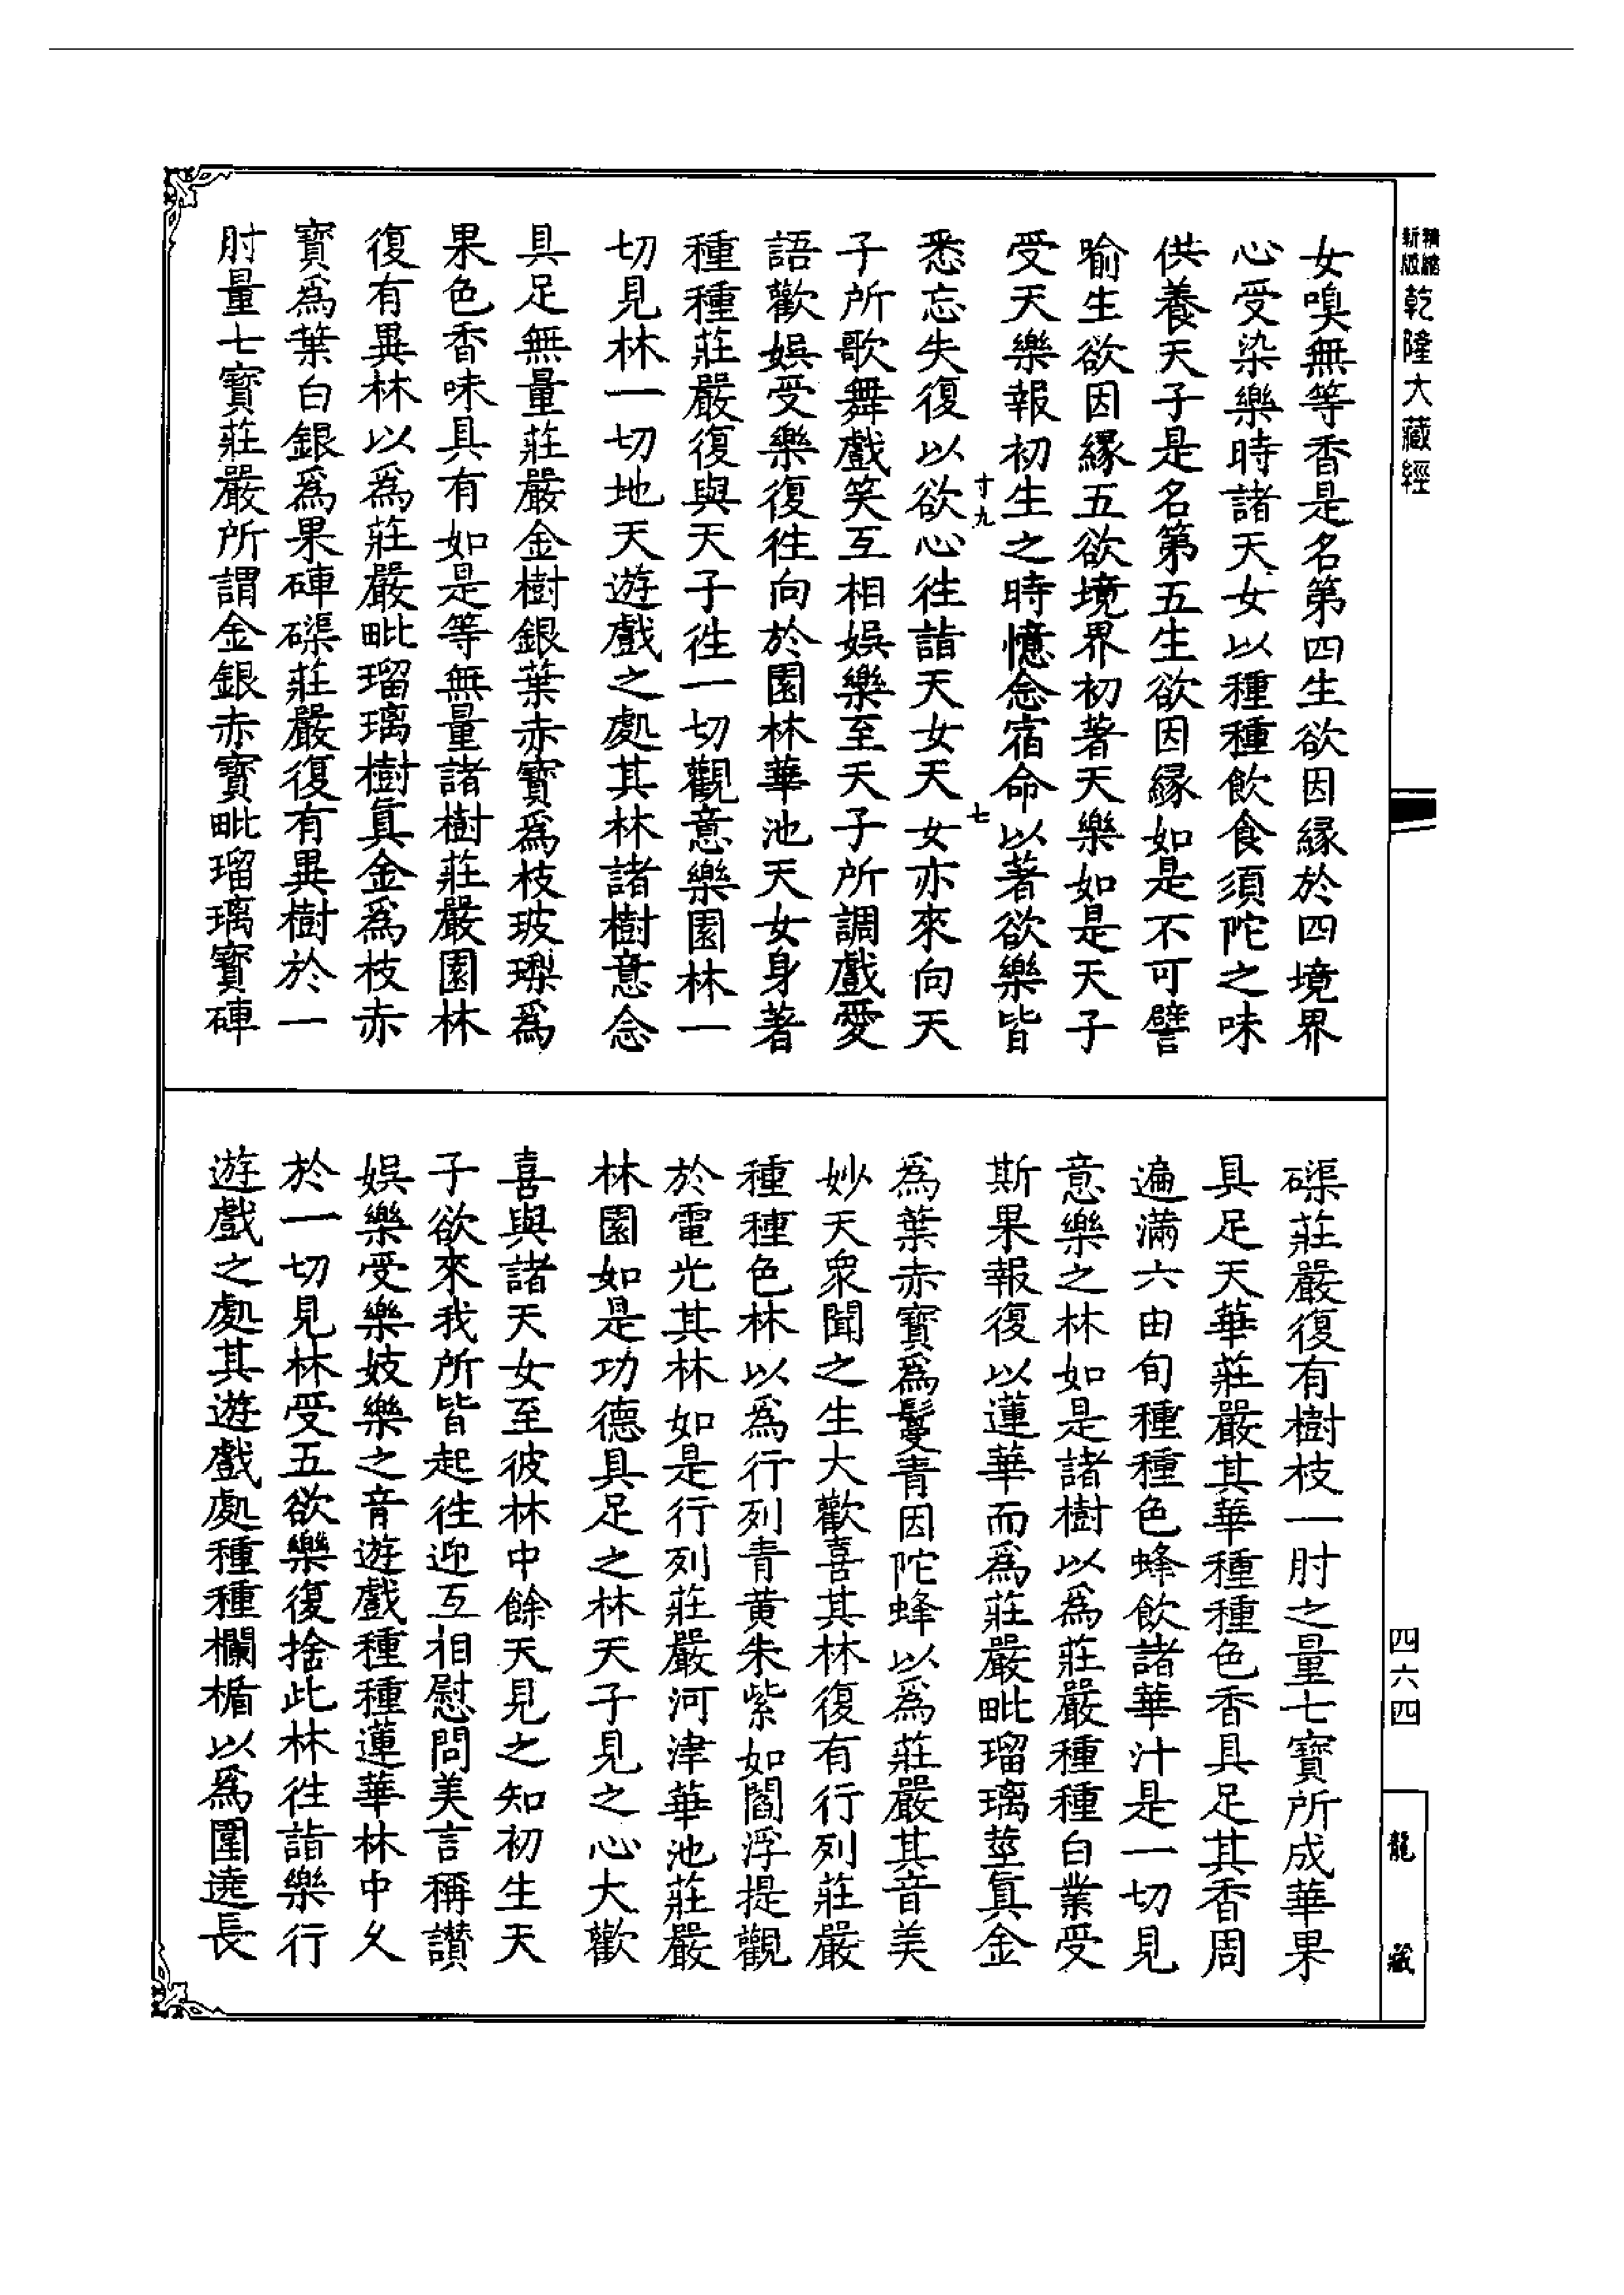 精縮新版乾隆大藏經
女嗅無等香是名第四生欲因縁於四境界
心受染樂時諸天女以種種飲食須陀之味
供養天子是名第五生欲因縁如是不可譬
喻生欲因縁五欲境界初著天樂如是天子
受天樂報初生之時憶念宿命以著欲樂皆
寸九
七
悉忘失復以欲心往詣天女天女亦來向天
子所歌舞戲笑互相娛樂至天子所調戲愛
語歡娛受樂復往向於園林華池天女身著
種種莊嚴復與天子往一切觀意樂園林一
切見林一切地天遊戲之處其林諸樹意念
具足無量莊嚴金樹銀葉赤寶爲枝玻瓈爲
果色香味具有如是等無量諸樹莊嚴園林
復有異林以爲莊嚴毗瑠璃樹真金爲枝赤
寶爲葉白銀爲果硨磲莊嚴復有異樹於一
肘量七寶莊嚴所謂金銀赤寶毗瑠璃寶硨
磲莊嚴復有樹枝一肘之量七寶所成華果
具足天華莊嚴其華種種色香具足其香周
遍滿六由旬種種色蜂飲諸華汁是一切見
意樂之林如是諸樹以爲莊嚴種種白業受
斯果報復以蓮華而爲莊嚴毗瑠璃莖真金
爲葉赤寶爲鬘青因陀蜂以爲莊嚴其音美
妙天衆聞之生大歡喜其林復有行列莊嚴
種種色林以爲行列青黄朱紫如閻浮提觀
於電光其林如是行列莊嚴河津華池莊嚴
林園如是功德具足之林天子見之心大歡
喜與諸天女至彼林中餘天見之知初生天
子欲來我所皆起往迎互相慰問美言稱讃
娛樂受樂妓樂之音遊戲種種蓮華林中久
於一切見林受五欲樂復捨此林往詣樂行
遊戲之處其遊戲處種種欄楯以爲圍遶長
四六四
龍藏